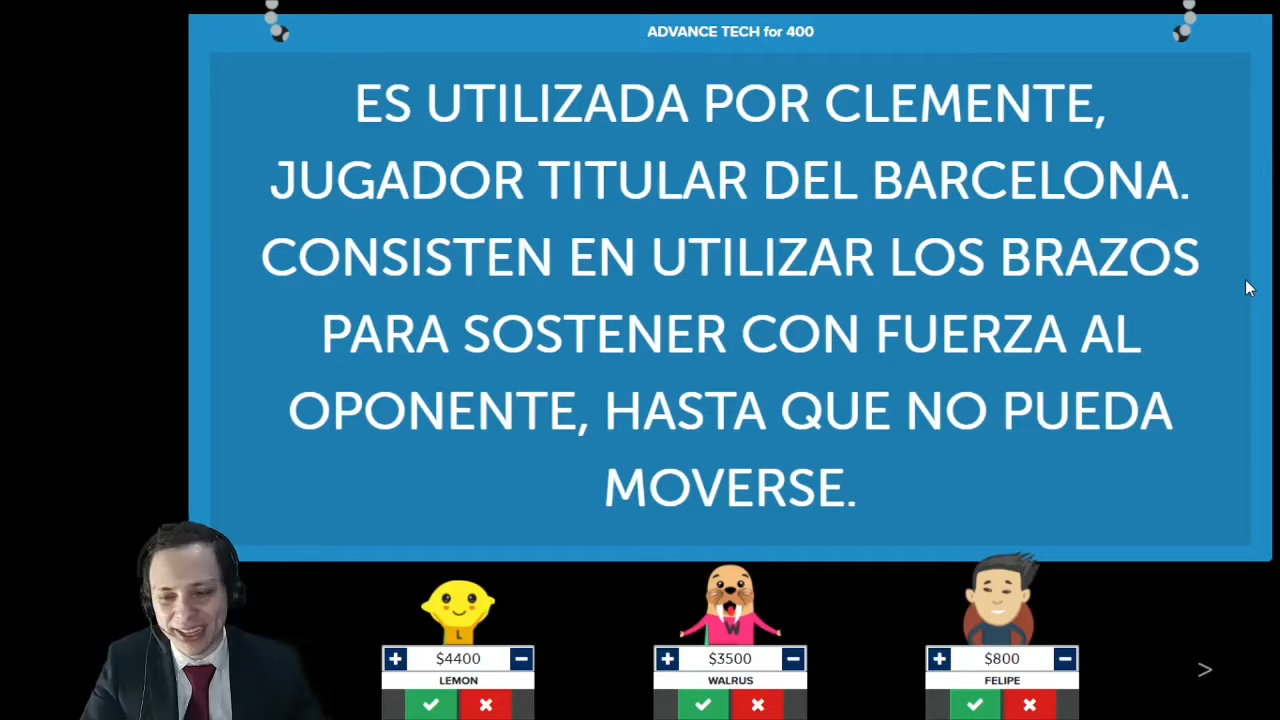 ADVANCE TECH for 400
ES UTILIZADA POR CLEMENTE,
JUGADOR TITULAR DEL BARCELONA.
CONSISTEN EN UTILIZAR LOS BRAZOS
PARA SOSTENER CON FUERZA AL
OPONENTE, HASTA QUE NO PUEDA
MOVERSE.
L
W
$4400
$3500
$800
LEMON
WALRUS
FELIPE